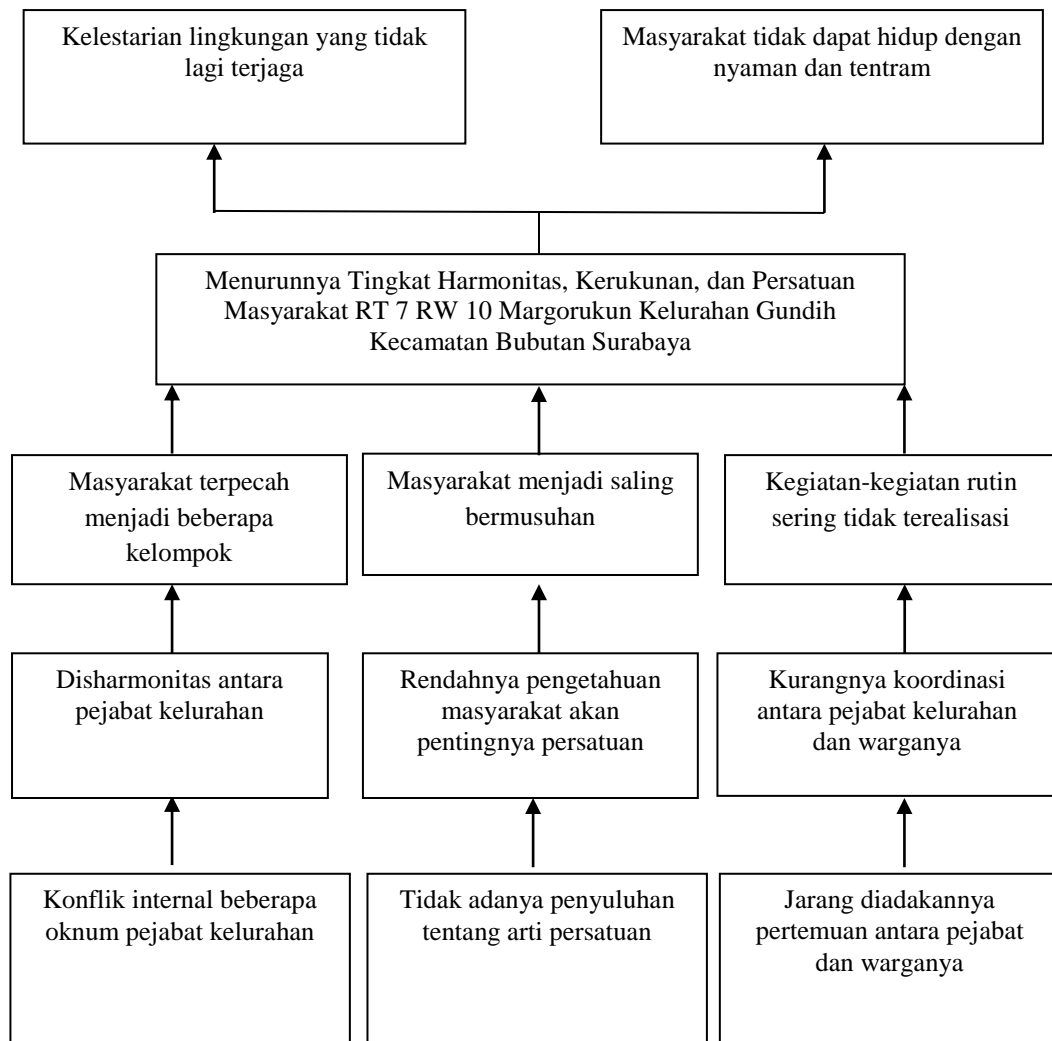 Kelestarian lingkungan yang tidak
lagi terjaga
Masyarakat tidak dapat hidup dengan
nyaman dan tentram
Menurunnya Tingkat Harmonitas, Kerukunan, dan Persatuan
Masyarakat RT 7 RW 10 Margorukun Kelurahan Gundih
Kecamatan Bubutan Surabaya
Masyarakat terpecah
menjadi beberapa
kelompok
Masyarakat menjadi saling
bermusuhan
Kegiatan-kegiatan rutin
sering tidak terealisasi
Disharmonitas antara
pejabat kelurahan
Rendahnya pengetahuan
masyarakat akan
pentingnya persatuan
Kurangnya koordinasi
antara pejabat kelurahan
dan warganya
Konflik internal beberapa
oknum pejabat kelurahan
Tidak adanya penyuluhan
tentang arti persatuan
Jarang diadakannya
pertemuan antara pejabat
dan warganya